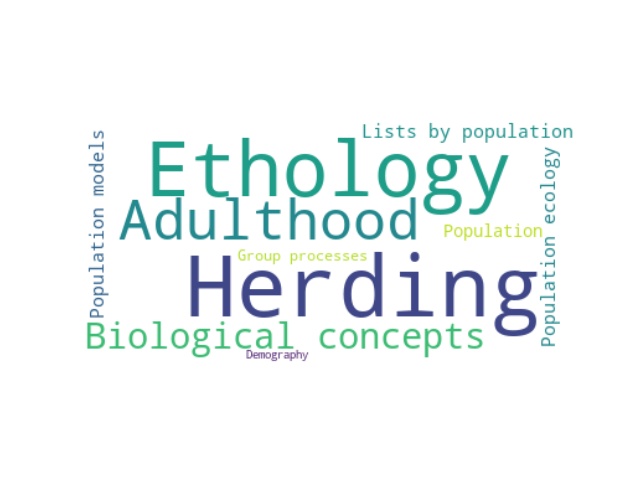 Lists by population
Ethology
Population models
Population ecology
Adulthood
Population
Group processes
Herding
Biological concepts
Demography